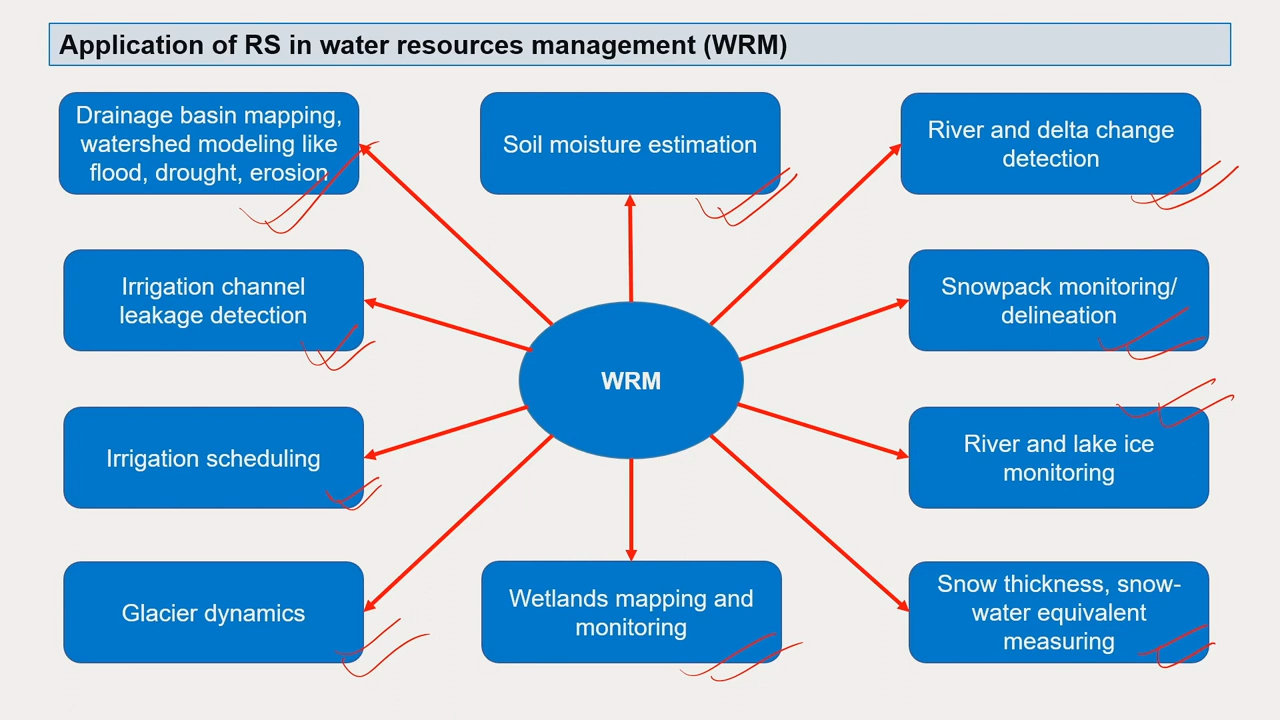 Application of RS in water resources management (WRM)
Drainage basin mapping,
watershed modeling like
flood, drought, erosion
Soil moisture estimation
River and delta change
detection
Irrigation channel
leakage detection
Snowpack monitoring/
delineation
WRM
Irrigation scheduling
River and lake ice
monitoring
Glacier dynamics
Wetlands mapping and
monitoring
Snow thickness, snow-
water equivalent
measuring